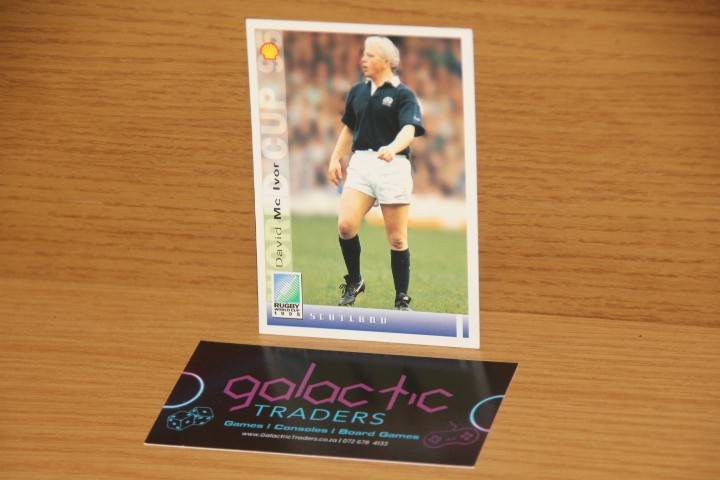 WORLD CUP 95
David Mc Ivor
RUGBY
WORLD CUP
1995
SCOTLAND
galactic
TRADERS
Games | Consoles | Board Games
www.GalacticTraders.co.za | 072 678 4133